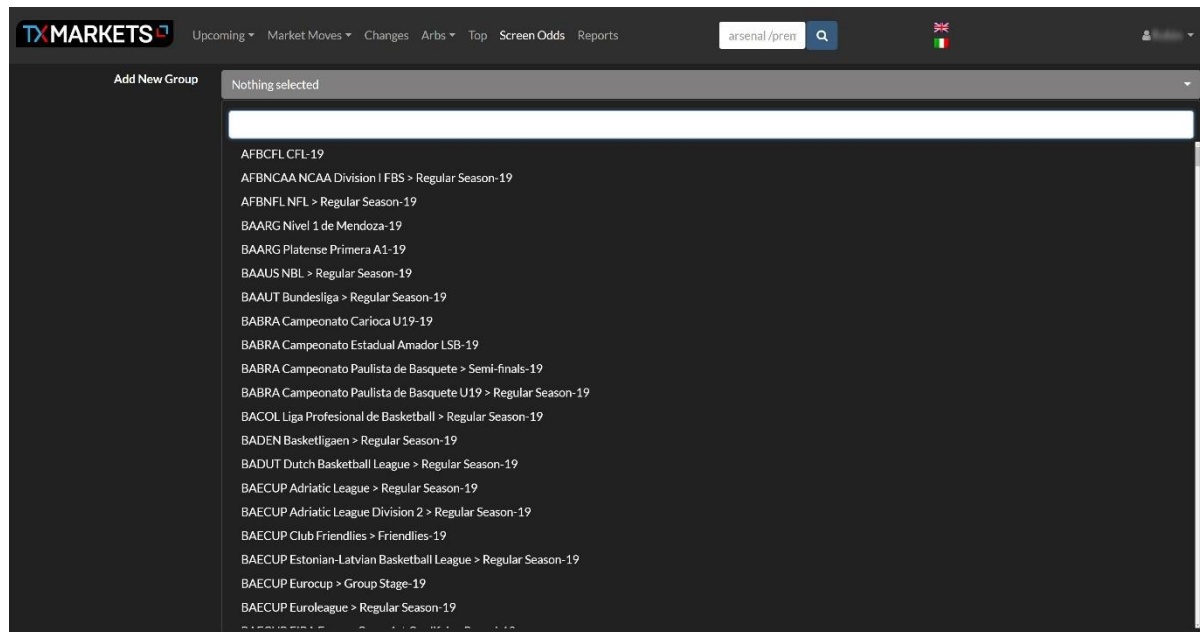 TXMARKETS
Upcoming Market Moves Changes Arbs Top Screen Odds Reports
arsenal /prem
Add New Group
Nothing selected
AFBCFL CFL-19
AFBNCAA NCAA Division I FBS > Regular Season-19
AFBNFL NFL > Regular Season-19
BAARG Nivel 1 de Mendoza-19
BAARG Platense Primera A1-19
BAAUS NBL > Regular Season-19
BAAUT Bundesliga > Regular Season-19
BABRA Campeonato Carioca U19-19
BABRA Campeonato Estadual Amador LSB-19
BABRA Campeonato Paulista de Basquete > Semi-finals-19
BABRA Campeonato Paulista de Basquete U19 > Regular Season-19
BACOL Liga Profesional de Basketball > Regular Season-19
BADEN Basketligaen > Regular Season-19
BADUT Dutch Basketball League > Regular Season-19
BAECUP Adriatic League > Regular Season-19
BAECUP Adriatic League Division 2 > Regular Season-19
BAECUP Club Friendlies > Friendlies-19
BAECUP Estonian-Latvian Basketball League > Regular Season-19
BAECUP Eurocup > Group Stage-19
BAECUP Euroleague > Regular Season-19